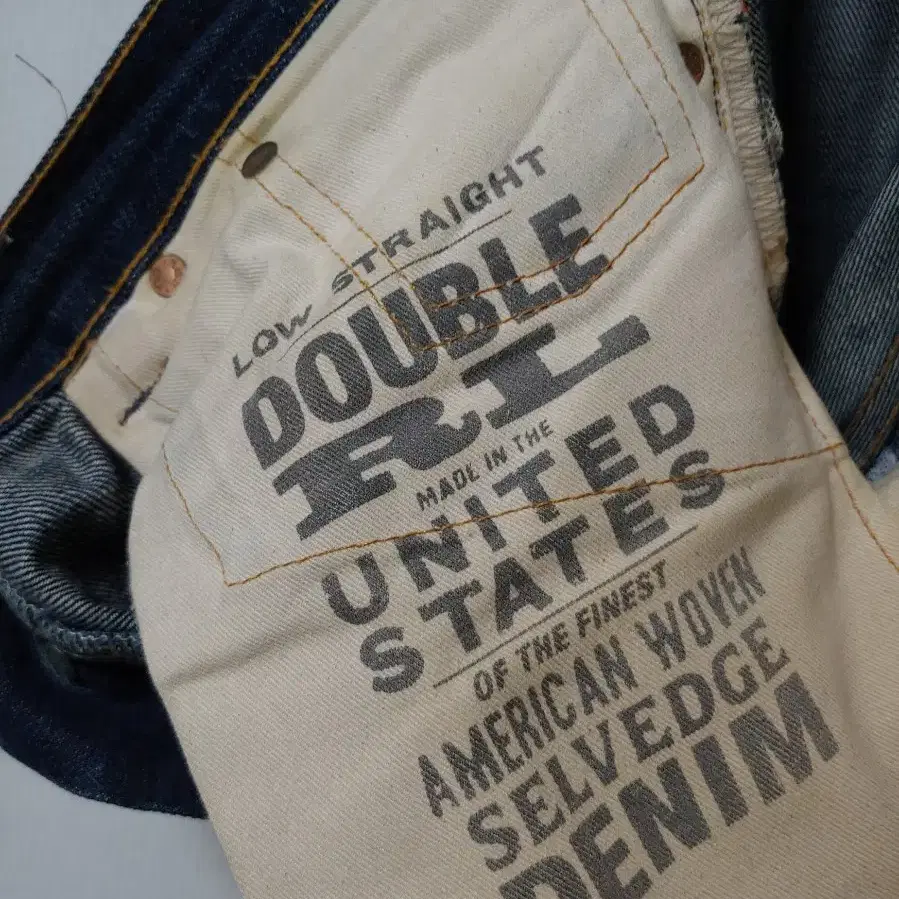 LOW STRAIGHT
DOUBLE
RL
MADE IN THE
UNITED
STATES
OF THE FINEST
AMERICAN WOVEN
SELVEDGE
DENIM